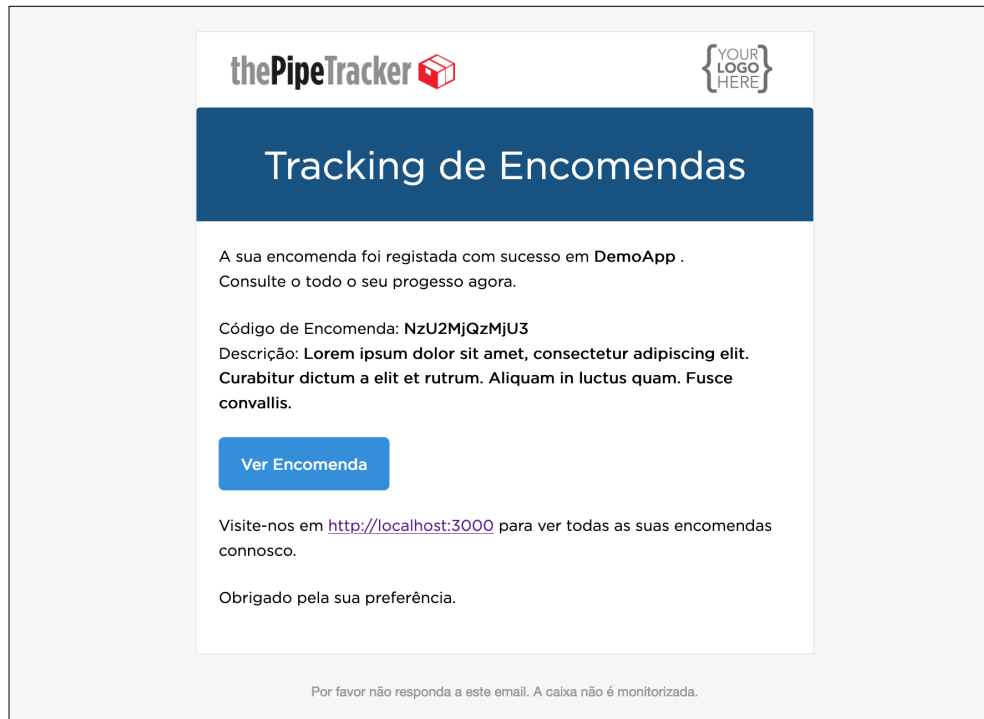 thePipeTracker
{YOUR
LOGO
HERE}
Tracking de Encomendas
A sua encomenda foi registada com sucesso em DemoApp .
Consulte o todo o seu progesso agora.
Código de Encomenda: NzU2MjQzMjU3
Descrição: Lorem ipsum dolor sit amet, consectetur adipiscing elit.
Curabitur dictum a elit et rutrum. Aliquam in luctus quam. Fusce
convallis.
Ver Encomenda
Visite-nos em http://localhost:3000 para ver todas as suas encomendas
connosco.
Obrigado pela sua preferência.
Por favor não responda a este email. A caixa não é monitorizada.